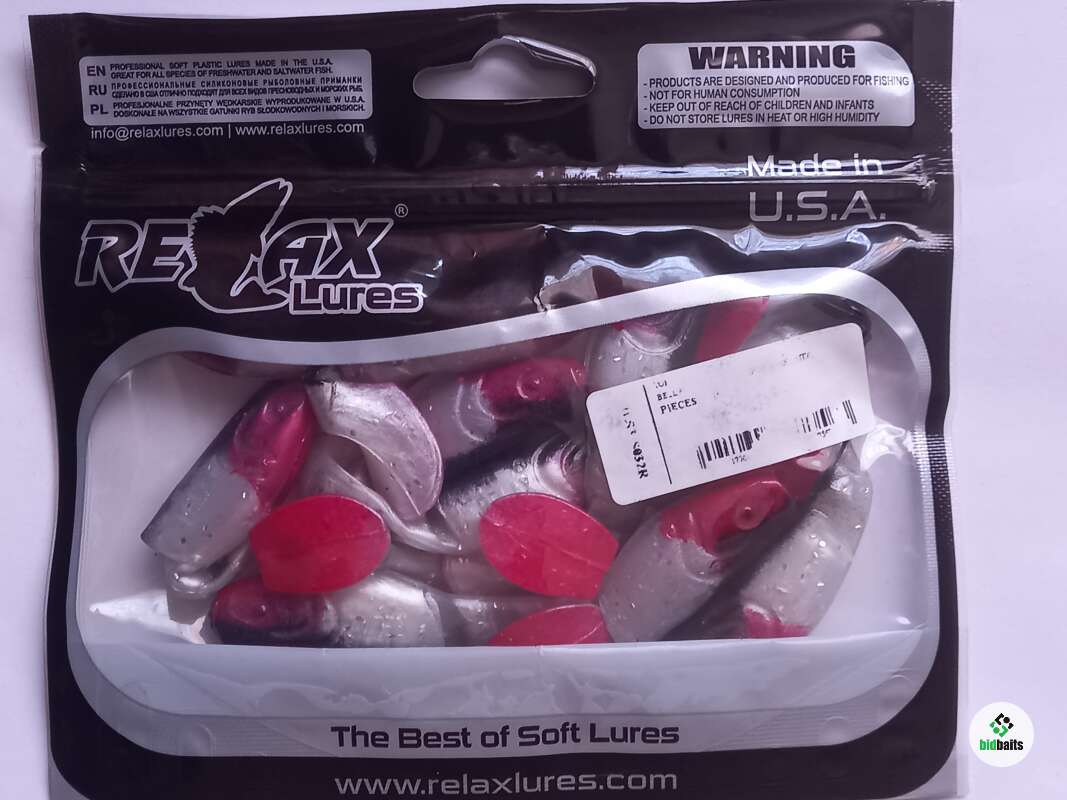 EN PROFESSIONAL SOFT PLASTIC LURES MADE IN THE U.S.A.
GREAT FOR ALL SPECIES OF FRESHWATER AND SALTWATER FISH.
RU ПРОФЕССИОНАЛЬНЫЕ СИЛИКОНОВЫЕ РЫБОЛОВНЫЕ ПРИМАНКИ
СДЕЛАНО В США ОТЛИЧНО ПОДХОДИТ ДЛЯ ВСЕХ ВИДОВ ПРЕСНОВОДНЫХ И МОРСКИХ РЫБ.
PL PROFESJONALNE PRZYNĘTY WĘDKARSKIE WYPRODUKOWANE W U.S.A.
DOSKONAŁE NA WSZYSTKIE GATUNKI RYB SŁODKOWODNYCH I MORSKICH.
info@relaxlures.com | www.relaxlures.com
WARNING
- PRODUCTS ARE DESIGNED AND PRODUCED FOR FISHING
- NOT FOR HUMAN CONSUMPTION
- KEEP OUT OF REACH OF CHILDREN AND INFANTS
- DO NOT STORE LURES IN HEAT OR HIGH HUMIDITY
Made in
U.S.A.
RELAX®
Lures
PIECES
S032R
The Best of Soft Lures
www.relaxlures.com
bidbaits